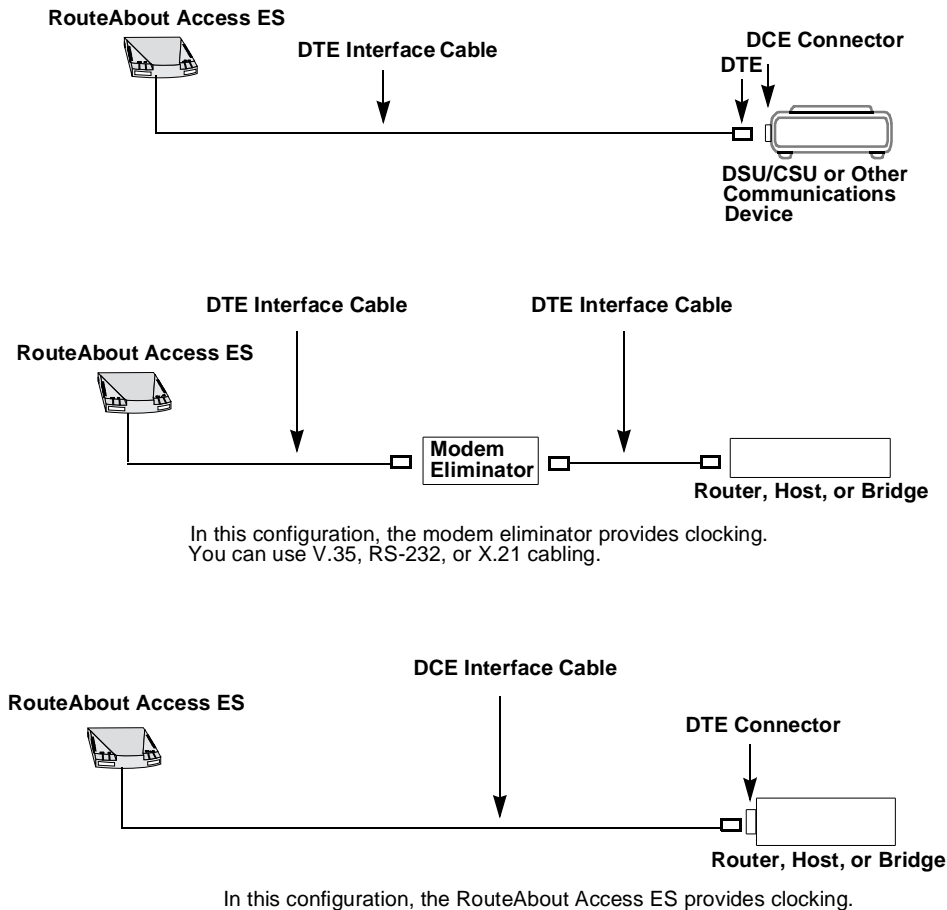 RouteAbout Access ES
DTE Interface Cable
DCE Connector
DTE
DSU/CSU or Other
Communications
Device
DTE Interface Cable
DTE Interface Cable
RouteAbout Access ES
Modem
Eliminator
Router, Host, or Bridge
In this configuration, the modem eliminator provides clocking.
You can use V.35, RS-232, or X.21 cabling.
DCE Interface Cable
RouteAbout Access ES
DTE Connector
Router, Host, or Bridge
In this configuration, the RouteAbout Access ES provides clocking.